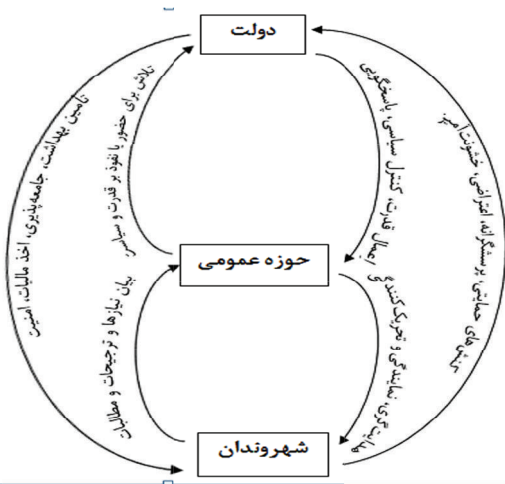 دولت
تامین بهداشت، جامعه‌پذیری، اخذ مالیات، امنیت
تلاش برای حضور یا نفوذ بر قدرت و سیاست
اعمال قدرت، کنترل سیاسی، پاسخگویی
کنش های حمایتی، پرسشگرانه، اعتراضی، خشونت آمیز
حوزه عمومی
بیان نیازها و ترجیحات و مطالبات
حمایتگری، نمایندگی و تحریک کنندگی
شهروندان